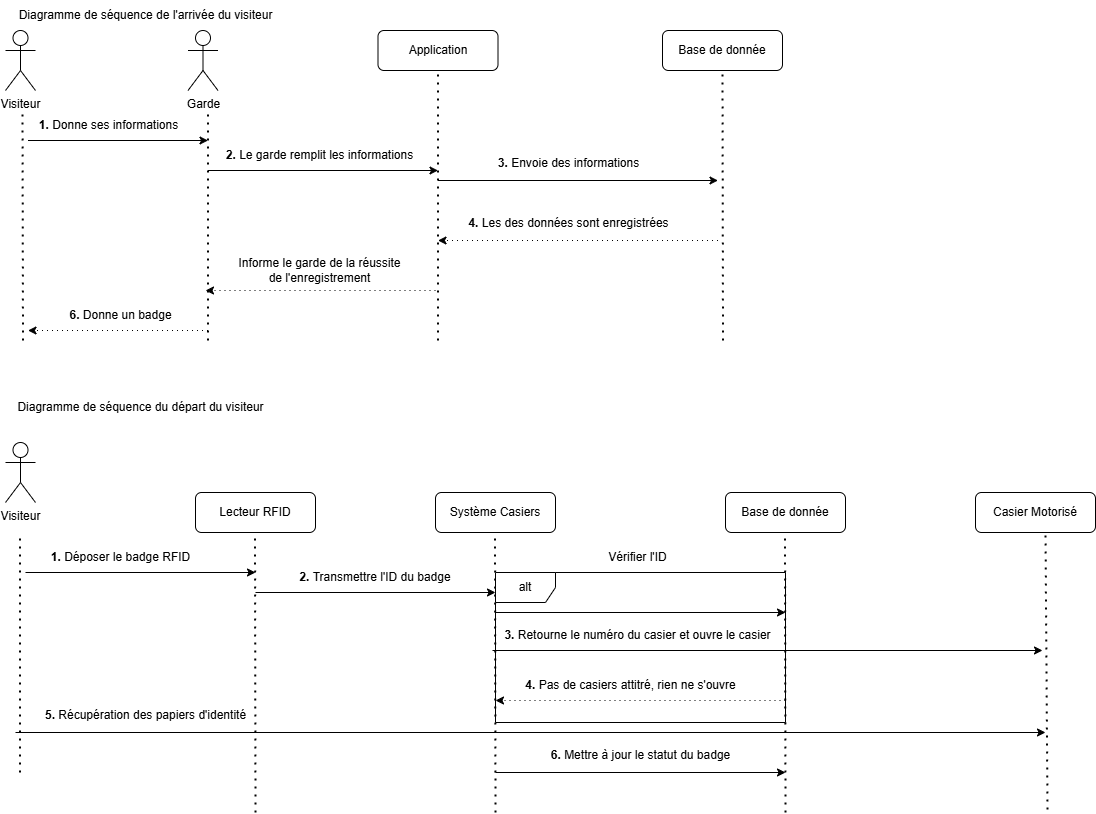 Diagramme de séquence de l'arrivée du visiteur
Application
Base de donnée
Visiteur
Garde
1. Donne ses informations
2. Le garde remplit les informations
3. Envoie des informations
4. Les des données sont enregistrées
Informe le garde de la réussite
de l'enregistrement
6. Donne un badge
Diagramme de séquence du départ du visiteur
Visiteur
Lecteur RFID
Système Casiers
Base de donnée
Casier Motorisé
1. Déposer le badge RFID
Vérifier l'ID
2. Transmettre l'ID du badge
alt
3. Retourne le numéro du casier et ouvre le casier
4. Pas de casiers attitré, rien ne s'ouvre
5. Récupération des papiers d'identité
6. Mettre à jour le statut du badge